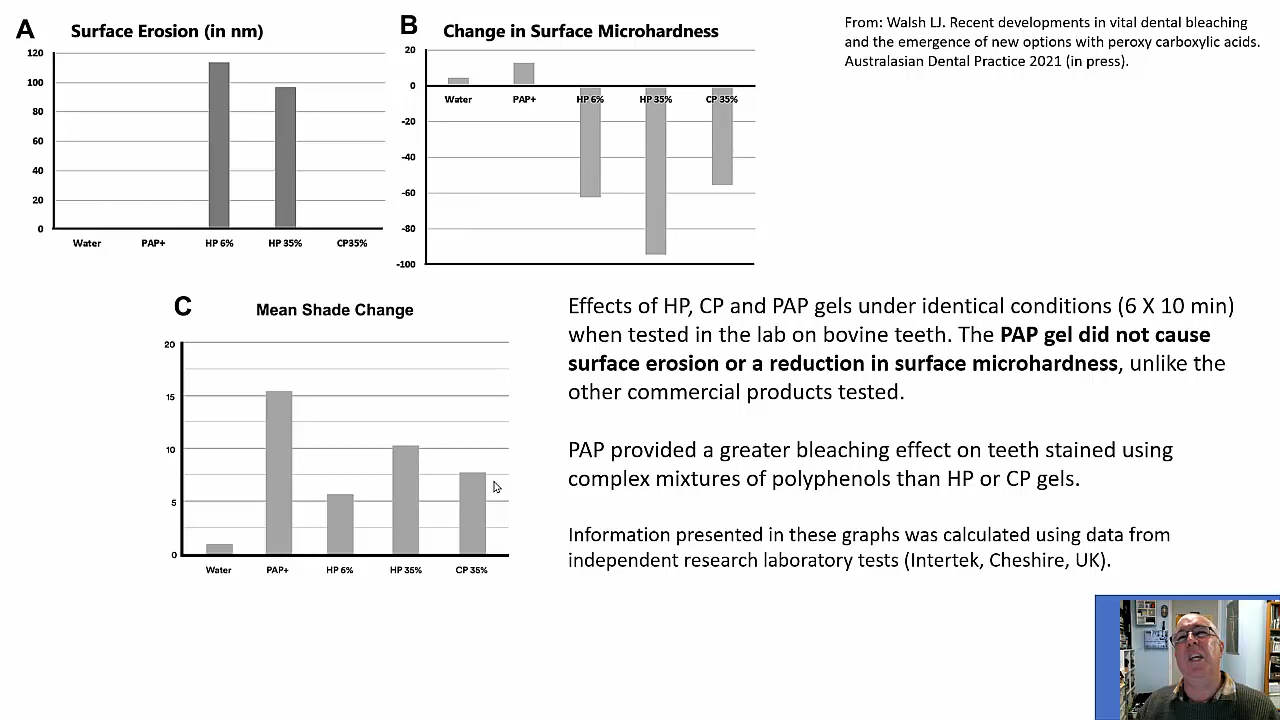 A
Surface Erosion (in nm)
120
100
80
60
40
20
0
Water PAP+ HP 6% HP 35% CP35%
B
Change in Surface Microhardness
20
0
-20
-40
-60
-80
-100
Water PAP+ HP 6% HP 35% CP 35%
From: Walsh LJ. Recent developments in vital dental bleaching
and the emergence of new options with peroxy carboxylic acids.
Australasian Dental Practice 2021 (in press).
C
Mean Shade Change
20
15
10
5
0
Water PAP+ HP 6% HP 35% CP 35%
Effects of HP, CP and PAP gels under identical conditions (6 X 10 min)
when tested in the lab on bovine teeth. The PAP gel did not cause
surface erosion or a reduction in surface microhardness, unlike the
other commercial products tested.
PAP provided a greater bleaching effect on teeth stained using
complex mixtures of polyphenols than HP or CP gels.
Information presented in these graphs was calculated using data from
independent research laboratory tests (Intertek, Cheshire, UK).